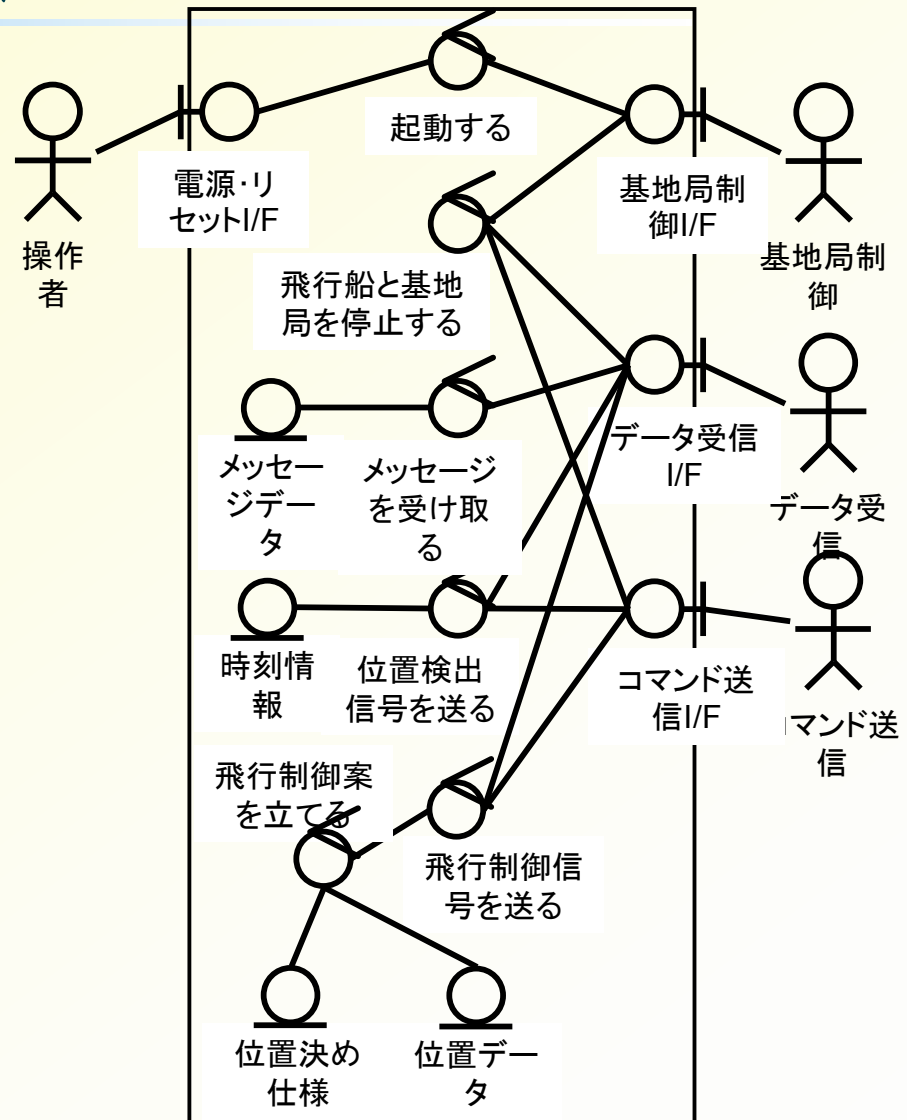 起動する
電源・リ
セットI/F
基地局制
御I/F
操作
者
基地局制
御
飛行船と基地
局を停止する
データ受信
I/F
メッセー
ジデー
タ
メッセージ
を受け取
る
データ受
信
時刻情
報
位置検出
信号を送る
コマンド送
信I/F
マンド送
信
飛行制御案
を立てる
飛行制御信
号を送る
位置決め
仕様
位置デー
タ